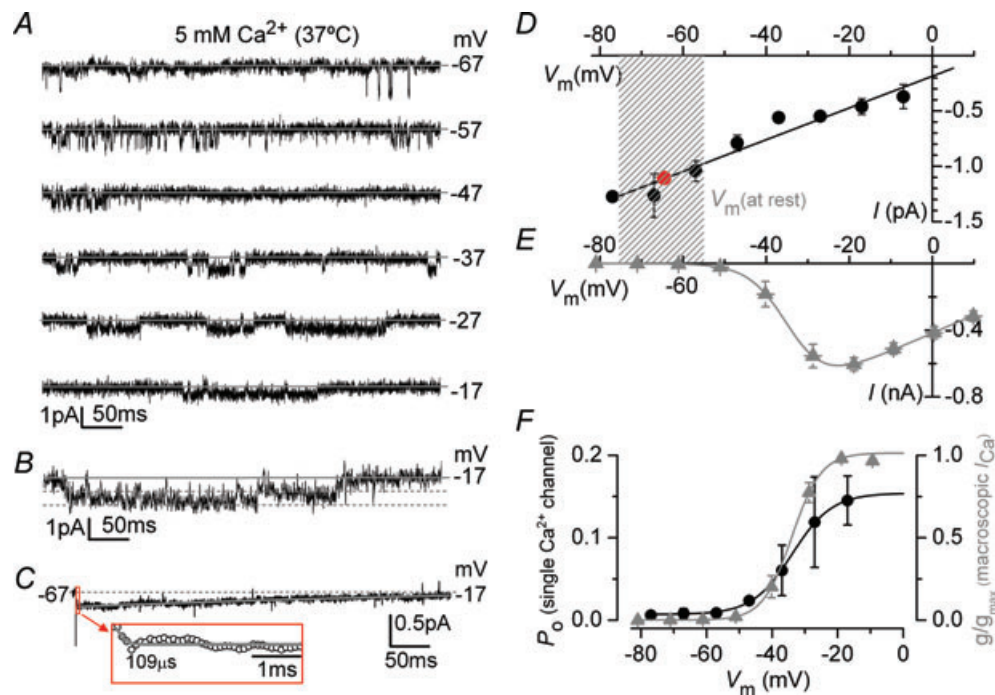 A
5 mM Ca²⁺ (37ºC)
mV
-67
-57
-47
-37
-27
-17
1pA 50ms
B
-17
1pA 50ms
C
mV
-67
-17
109µs
1ms
0.5pA
50ms
D
-80 -60 -40 -20 0
Vm(mV)
-0.5
-1.0
-1.5
Vm(at rest)
I (pA)
E
-80 -60 -40 -20 0
Vm(mV)
-0.4
-0.8
I (nA)
F
Po (single Ca²⁺ channel)
0.2
0.1
0.0
1.0
0.5
0.0
g/gmax (macroscopic ICa)
-80 -60 -40 -20 0
Vm (mV)